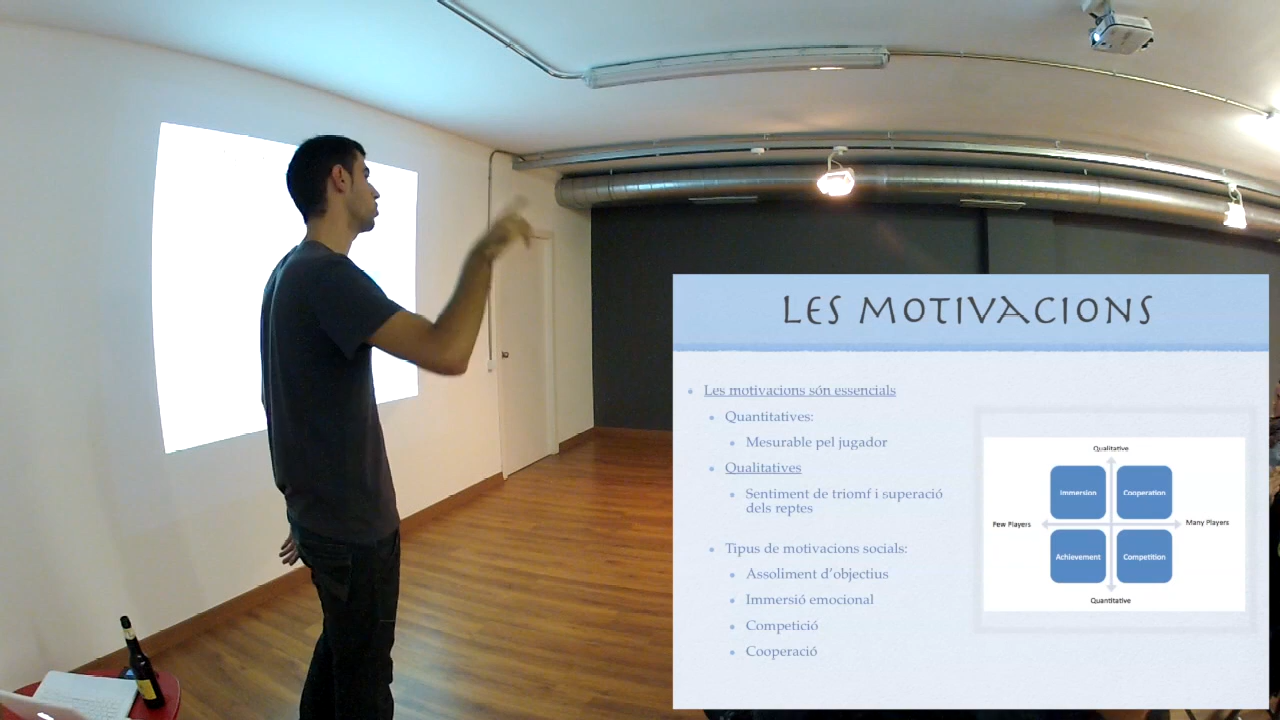 LES MOTIVACIONS
Les motivacions són essencials
Quantitatives:
Mesurable pel jugador
Qualitatives
Sentiment de triomf i superació
dels reptes
Tipus de motivacions socials:
Assoliment d'objectius
Immersió emocional
Competició
Cooperació
Qualitative
Immersion
Cooperation
Few Players
Many Players
Achievement
Competition
Quantitative